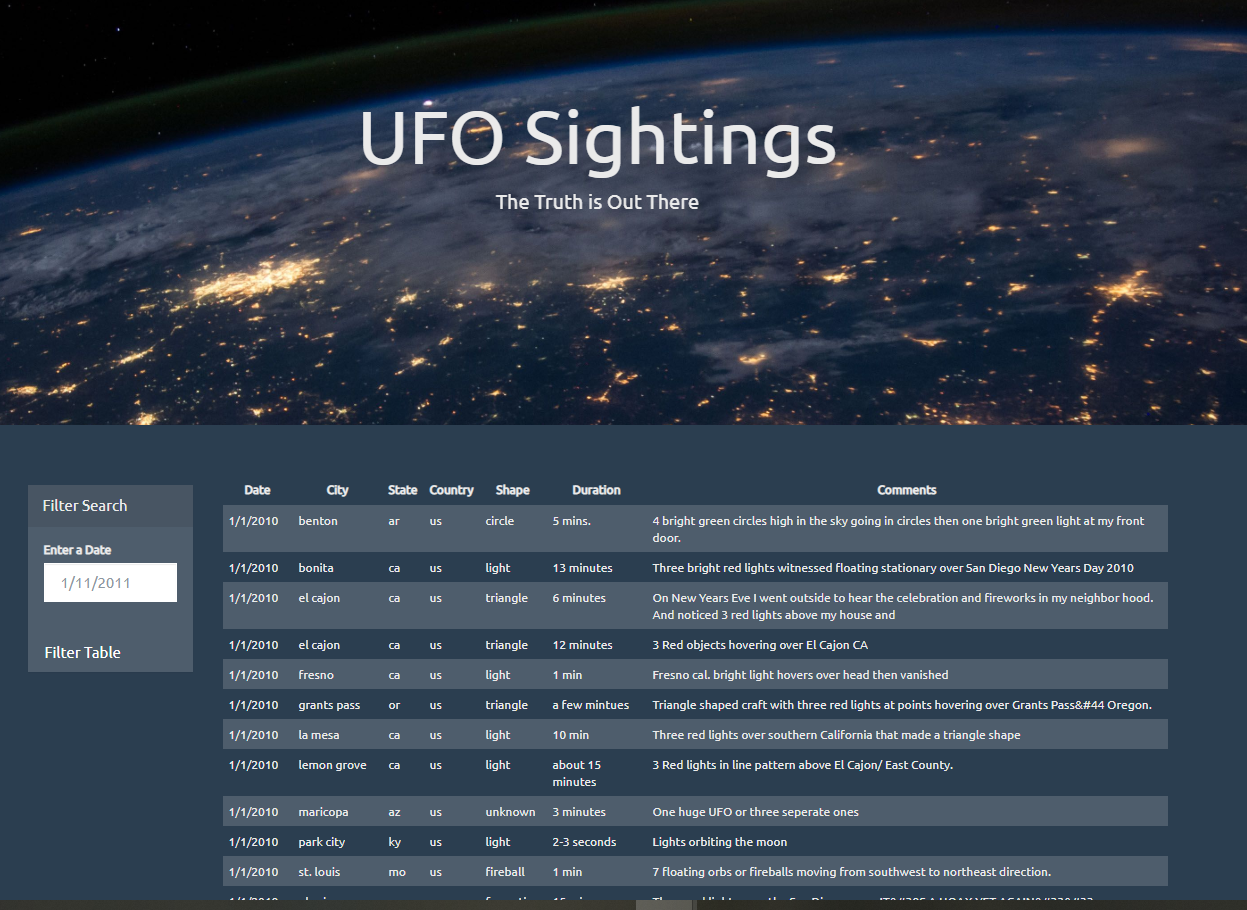 UFO Sightings
The Truth is Out There
Filter Search
Enter a Date
1/11/2011
Filter Table
Date City State Country Shape Duration Comments
1/1/2010 benton ar us circle 5 mins. 4 bright green circles high in the sky going in circles then one bright green light at my front
door.
1/1/2010 bonita ca us light 13 minutes Three bright red lights witnessed floating stationary over San Diego New Years Day 2010
1/1/2010 el cajon ca us triangle 6 minutes On New Years Eve I went outside to hear the celebration and fireworks in my neighbor hood.
And noticed 3 red lights above my house and
1/1/2010 el cajon ca us triangle 12 minutes 3 Red objects hovering over El Cajon CA
1/1/2010 fresno ca us light 1 min Fresno cal. bright light hovers over head then vanished
1/1/2010 grants pass or us triangle a few mintues Triangle shaped craft with three red lights at points hovering over Grants Pass&#44 Oregon.
1/1/2010 la mesa ca us light 10 min Three red lights over southern California that made a triangle shape
1/1/2010 lemon grove ca us light about 15 3 Red lights in line pattern above El Cajon/ East County.
minutes
1/1/2010 maricopa az us unknown 3 minutes One huge UFO or three seperate ones
1/1/2010 park city ky us light 2-3 seconds Lights orbiting the moon
1/1/2010 st. louis mo us fireball 1 min 7 floating orbs or fireballs moving from southwest to northeast direction.